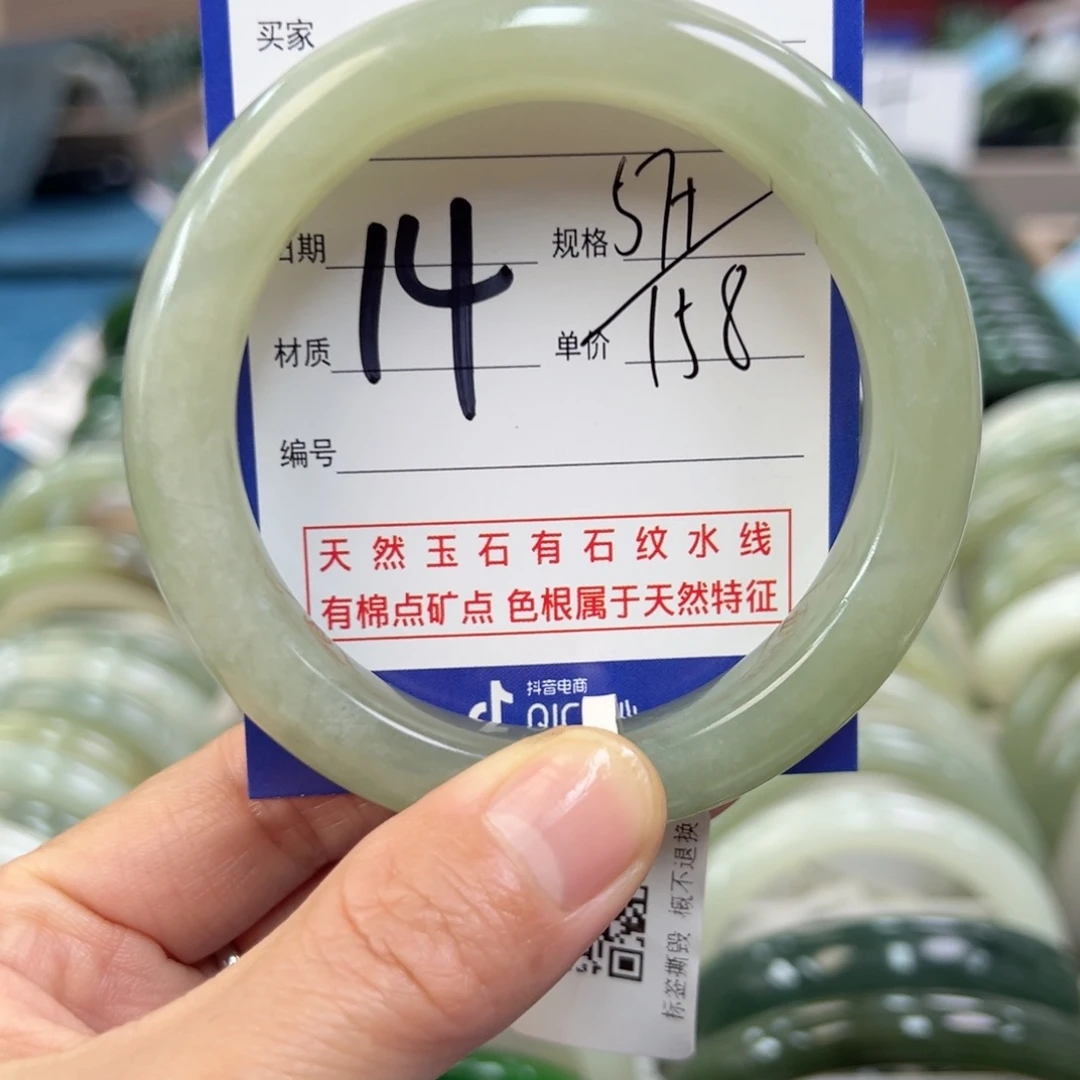 买家
日期 14 规格 57+
材质 单价 158
编号
天然玉石有石纹水线
有棉点矿点 色根属于天然特征
抖音电商
QIC
标签撕毁 概不退换